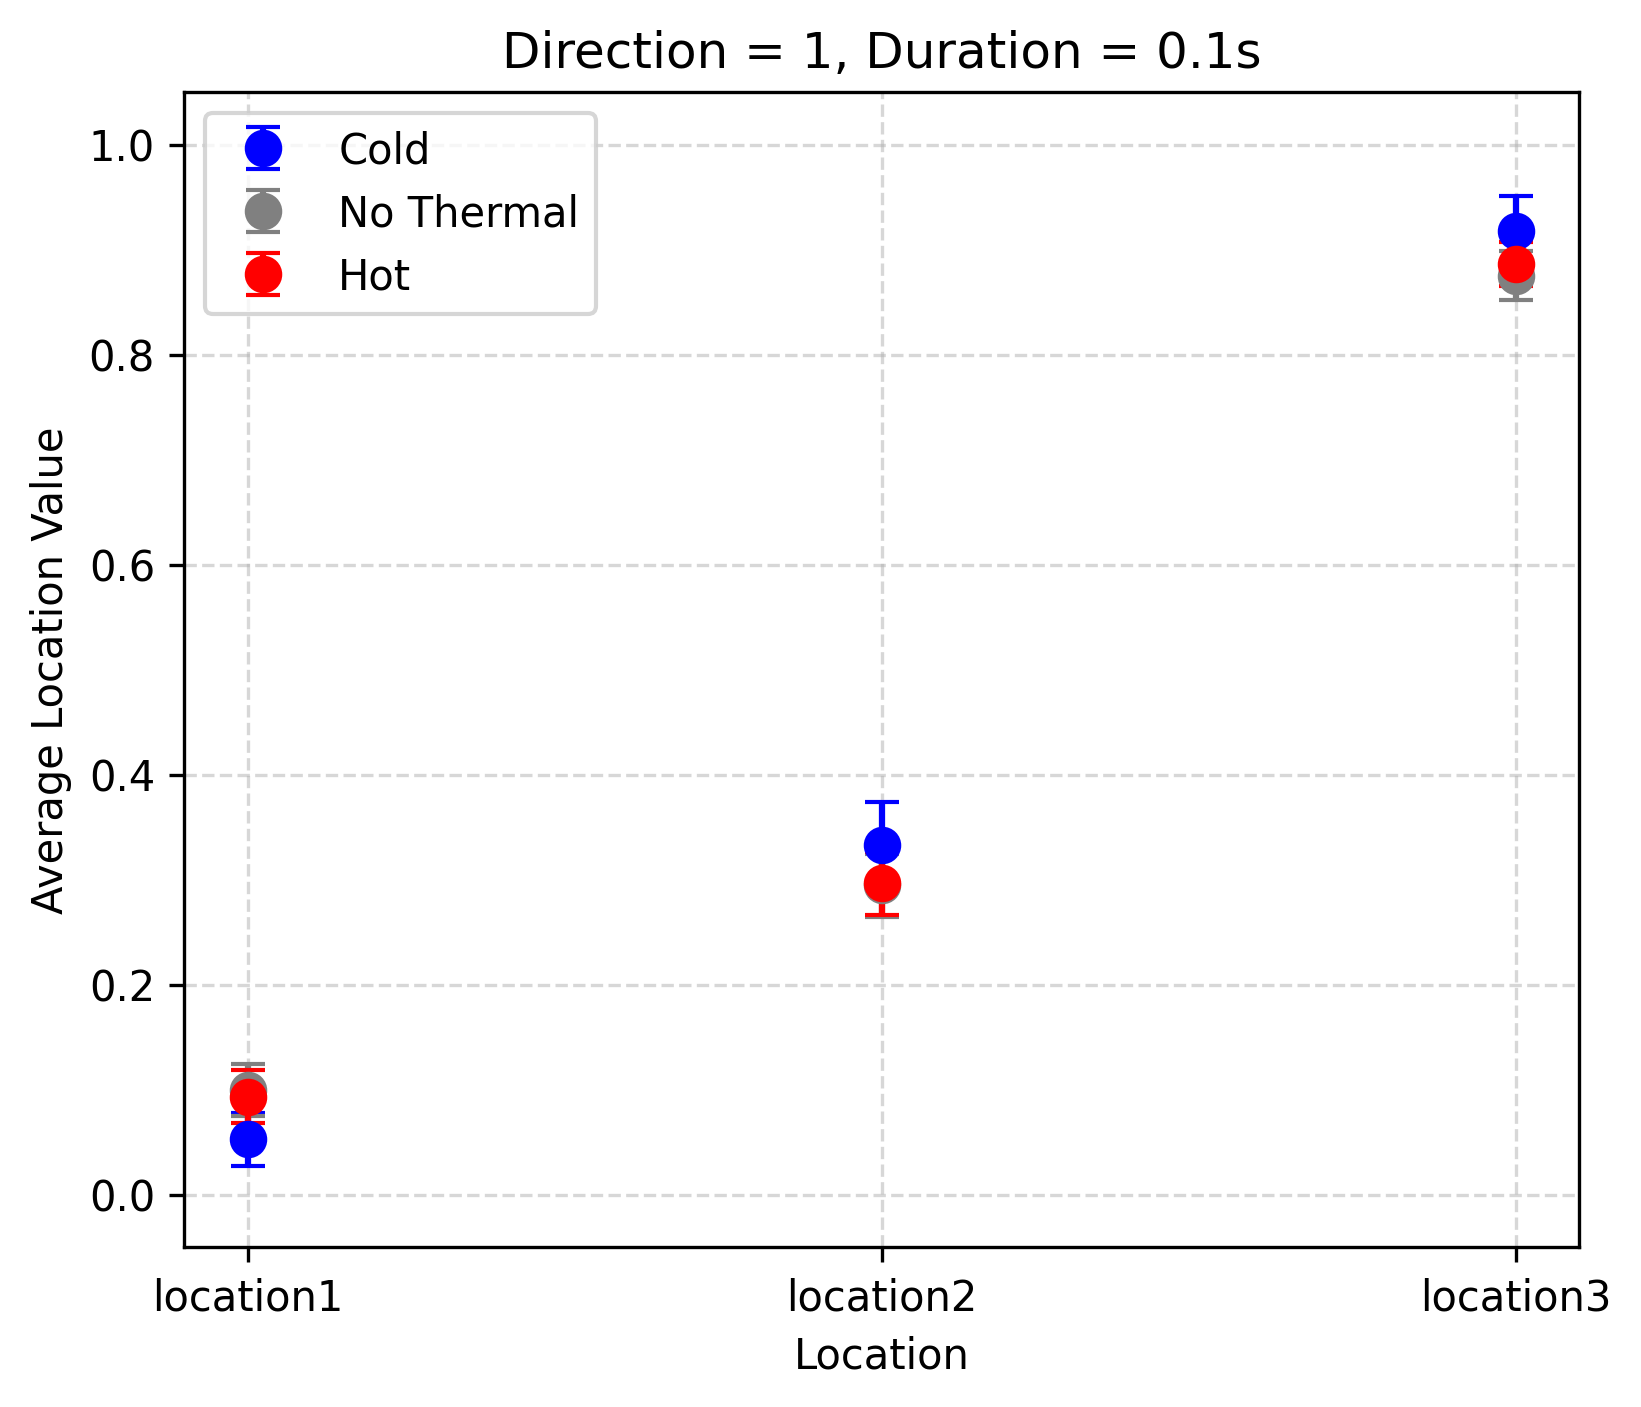 Direction = 1, Duration = 0.1s
Cold
No Thermal
Hot
1.0
0.8
0.6
0.4
0.2
0.0
Average Location Value
location1
location2
location3
Location